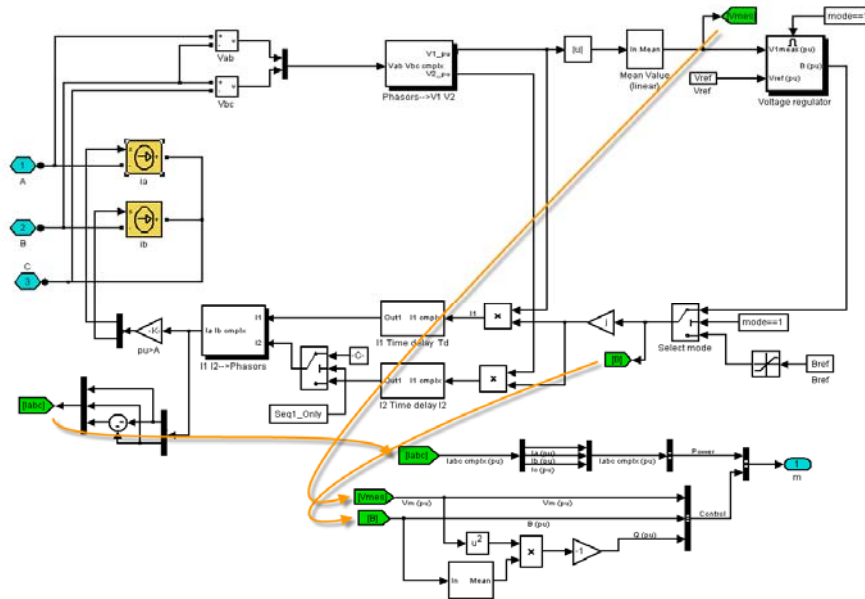 [Vmes]
mode==1
Vab
Vbc
Vab Vbc cmplx
V1_pu
V2_pu
Phasors-->V1 V2
|u|
In Mean
Mean Value
(linear)
Vref
Vref
V1meas (pu)
B (pu)
Vref (pu)
Voltage regulator
1
A
ia
2
B
ib
C
3
-K-
pu>A
Ia Ib cmplx
I1
I2
I1 I2-->Phasors
Out1 I1 cmplx
I1 Time delay Td
I1
×
i
Select mode
mode==1
-C-
Out1 I1 cmplx
I2 Time delay I2
×
[B]
Bref
Bref
Seq1_Only
[Iabc]
[Iabc]
Iabc cmplx (pu)
Ia (pu)
Ib (pu)
Ic (pu)
Iabc cmplx (pu)
Power
1
m
[Vmes]
Vm (pu)
Vm (pu)
Control
[B]
B (pu)
u²
×
-1
Q (pu)
In Mean